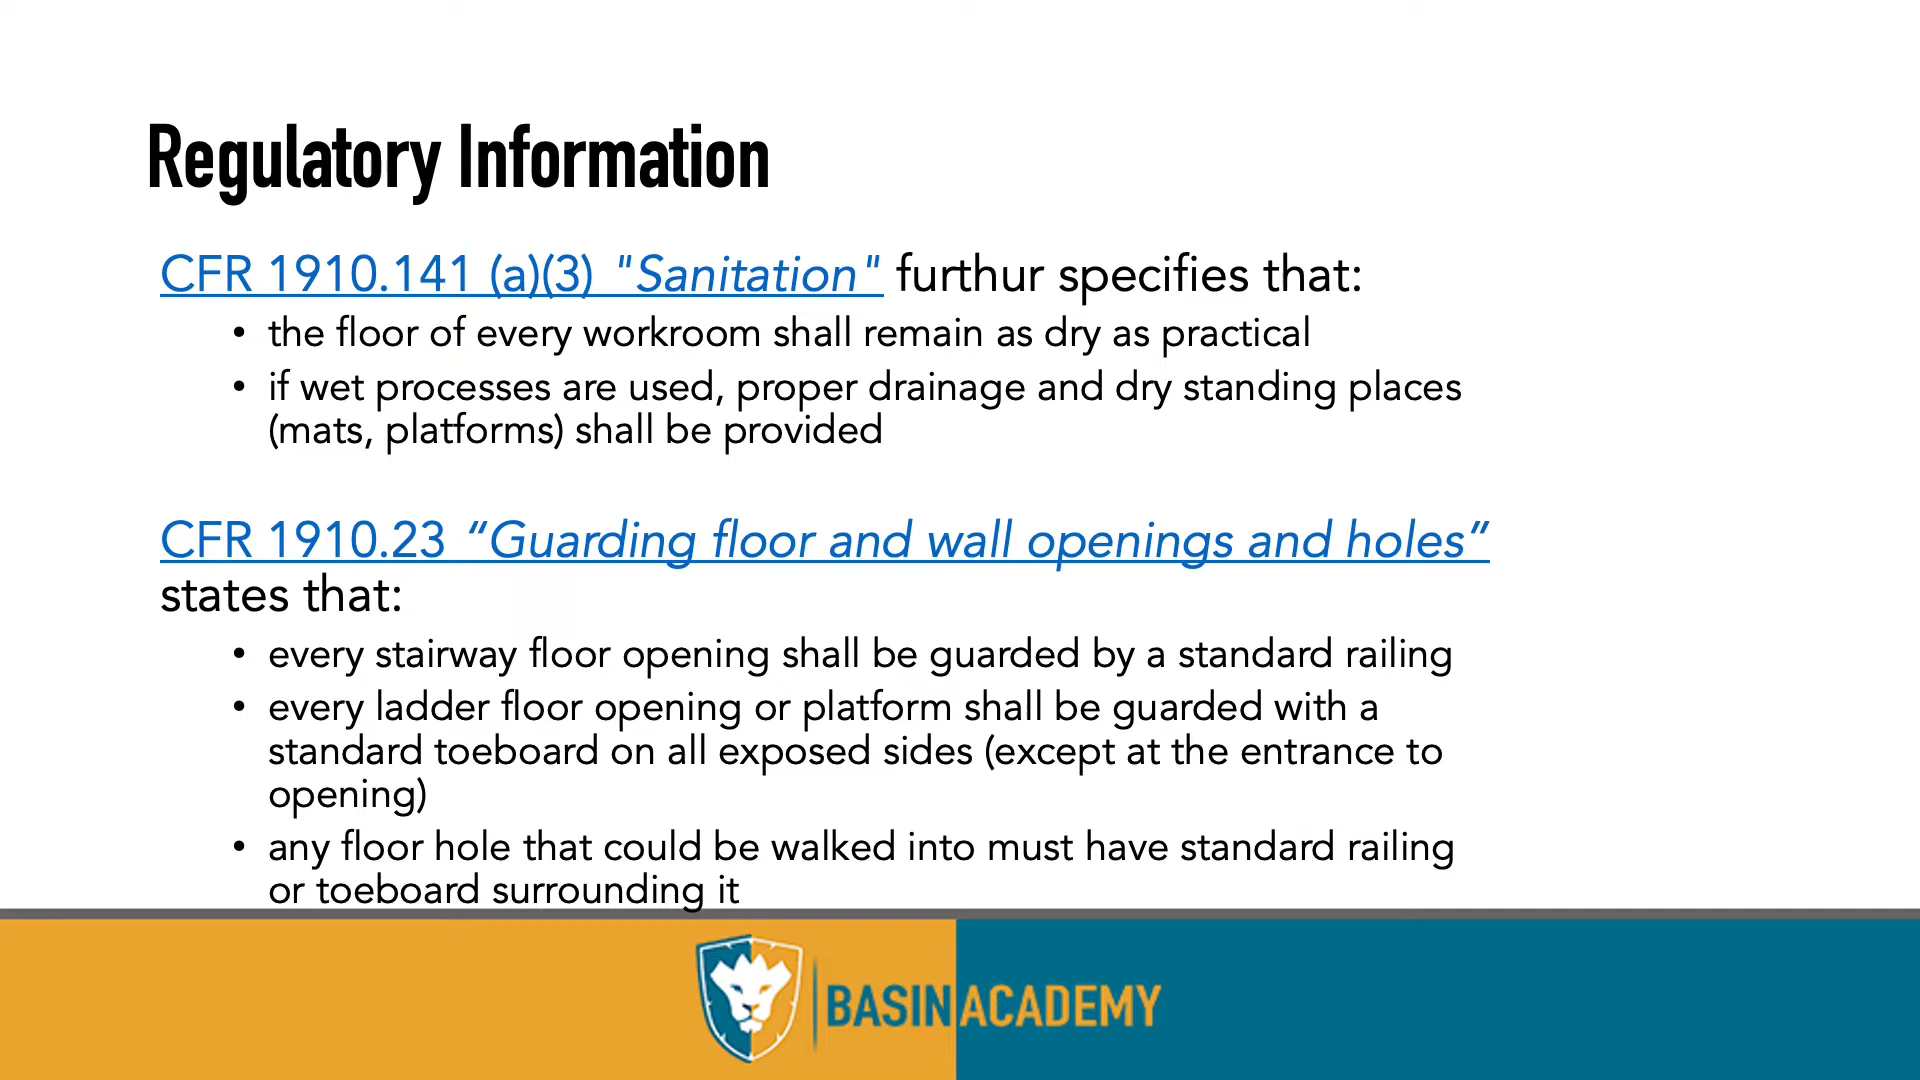 Regulatory Information
CFR 1910.141 (a)(3) "Sanitation" furthur specifies that:
• the floor of every workroom shall remain as dry as practical
• if wet processes are used, proper drainage and dry standing places
(mats, platforms) shall be provided
CFR 1910.23 “Guarding floor and wall openings and holes”
states that:
• every stairway floor opening shall be guarded by a standard railing
• every ladder floor opening or platform shall be guarded with a
standard toeboard on all exposed sides (except at the entrance to
opening)
• any floor hole that could be walked into must have standard railing
or toeboard surrounding it
BASIN ACADEMY